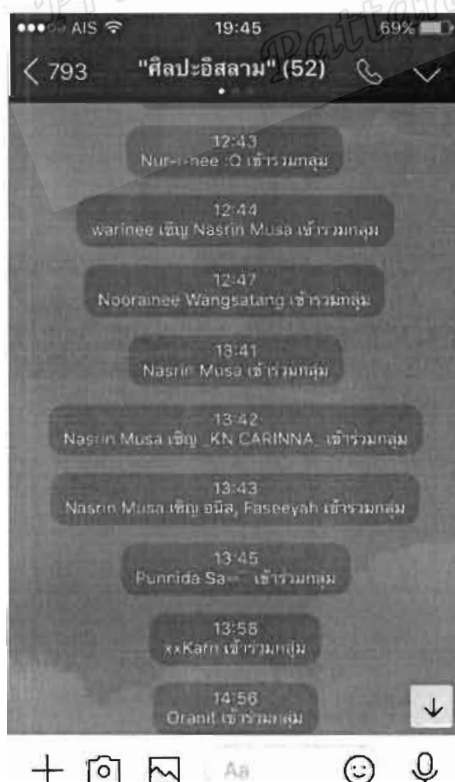 AIS 19:45 69%
793 "ศิลปะอิสลาม" (52)
12:43
:Q เข้าร่วมกลุ่ม
12:44
warinee เชิญ Nasrin Musa เข้าร่วมกลุ่ม
12:47
Noorainee Wangsatang เข้าร่วมกลุ่ม
13:41
Nasrin Musa เข้าร่วมกลุ่ม
13:42
Nasrin Musa เชิญ _KN CARINNA_ เข้าร่วมกลุ่ม
13:43
Nasrin Musa เชิญ อนิส, Faseeyah เข้าร่วมกลุ่ม
13:45
Punnida เข้าร่วมกลุ่ม
13:58
xxKarn เข้าร่วมกลุ่ม
14:56
Oranit เข้าร่วมกลุ่ม
Aa